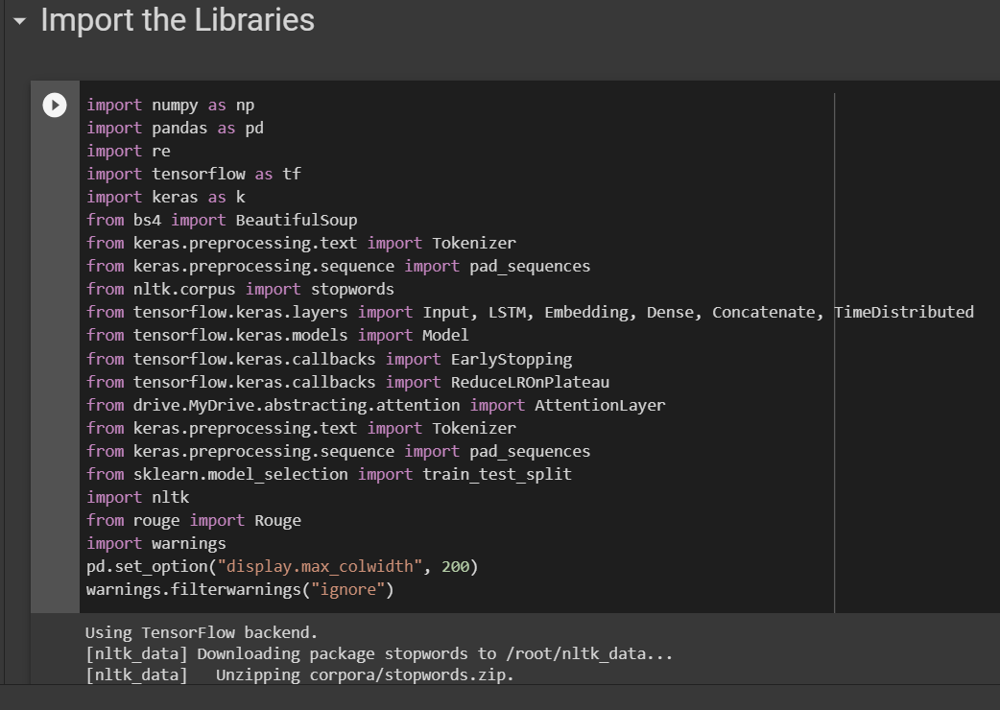 Import the Libraries
import numpy as np
import pandas as pd
import re
import tensorflow as tf
import keras as k
from bs4 import BeautifulSoup
from keras.preprocessing.text import Tokenizer
from keras.preprocessing.sequence import pad_sequences
from nltk.corpus import stopwords
from tensorflow.keras.layers import Input, LSTM, Embedding, Dense, Concatenate, TimeDistributed
from tensorflow.keras.models import Model
from tensorflow.keras.callbacks import EarlyStopping
from tensorflow.keras.callbacks import ReduceLROnPlateau
from drive.MyDrive.abstracting.attention import AttentionLayer
from keras.preprocessing.text import Tokenizer
from keras.preprocessing.sequence import pad_sequences
from sklearn.model_selection import train_test_split
import nltk
from rouge import Rouge
import warnings
pd.set_option("display.max_colwidth", 200)
warnings.filterwarnings("ignore")
Using TensorFlow backend.
[nltk_data] Downloading package stopwords to /root/nltk_data...
[nltk_data]   Unzipping corpora/stopwords.zip.